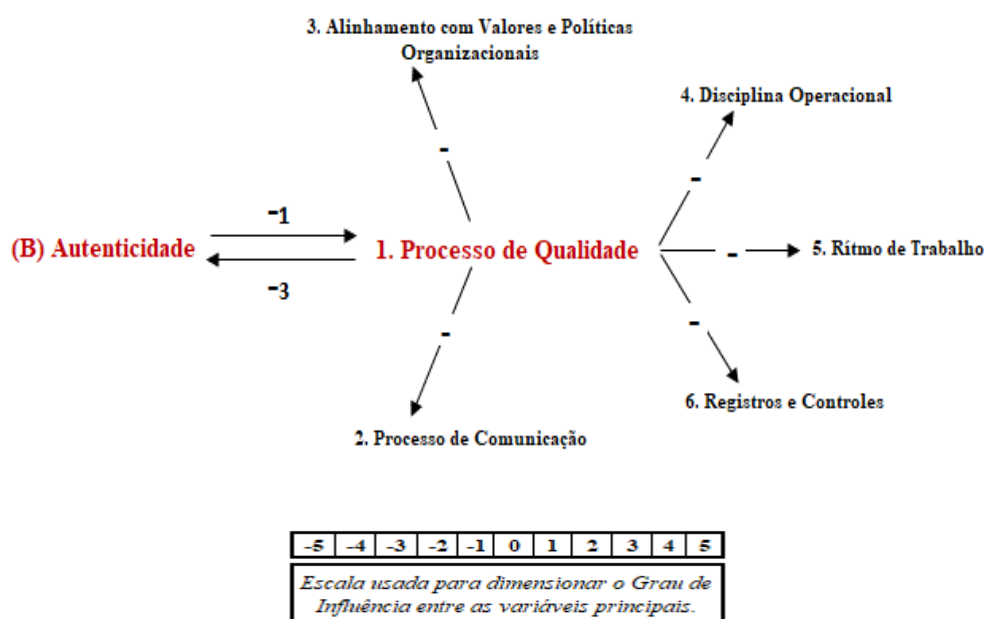 3. Alinhamento com Valores e Políticas
Organizacionais
4. Disciplina Operacional
-
-
-1
(B) Autenticidade
1. Processo de Qualidade
-
5. Rítmo de Trabalho
-3
-
-
6. Registros e Controles
2. Processo de Comunicação
-5 -4 -3 -2 -1 0 1 2 3 4 5
Escala usada para dimensionar o Grau de
Influência entre as variáveis principais.